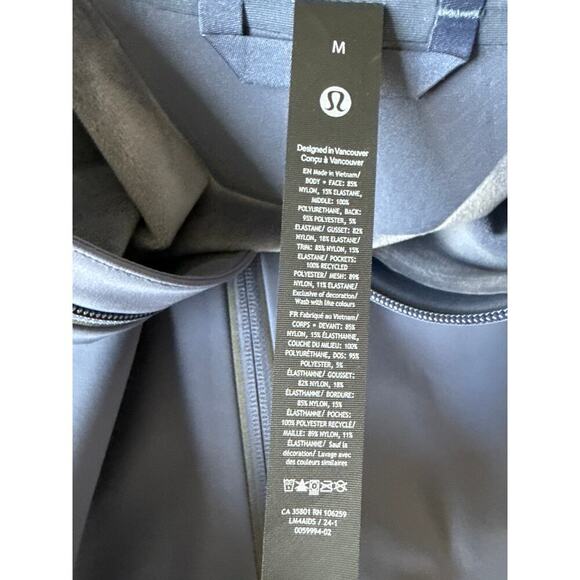 M
Designed in Vancouver
Conçu à Vancouver
EN Made in Vietnam/
BODY + FACE: 85%
NYLON, 15% ELASTANE,
MIDDLE: 100%
POLYURETHANE, BACK:
95% POLYESTER, 5%
ELASTANE/ GUSSET: 82%
NYLON, 18% ELASTANE/
TRIM: 85% NYLON, 15%
ELASTANE/ POCKETS:
100% RECYCLED
POLYESTER/ MESH: 89%
NYLON, 11% ELASTANE/
Exclusive of decoration/
Wash with like colours
FR Fabriqué au Vietnam/
CORPS + DEVANT: 85%
NYLON, 15% ÉLASTHANNE,
COUCHE DU MILIEU: 100%
POLYURÉTHANE, DOS: 95%
POLYESTER, 5%
ÉLASTHANNE/ GOUSSET:
82% NYLON, 18%
ÉLASTHANNE/ BORDURE:
85% NYLON, 15%
ÉLASTHANNE/ POCHES:
100% POLYESTER RECYCLÉ/
MAILLE: 89% NYLON, 11%
ÉLASTHANNE/ Sans
décoration/ Lavage avec
des couleurs similaires
CA 35801 RN 106259
LM4AIDS / 24-1
0059994-02